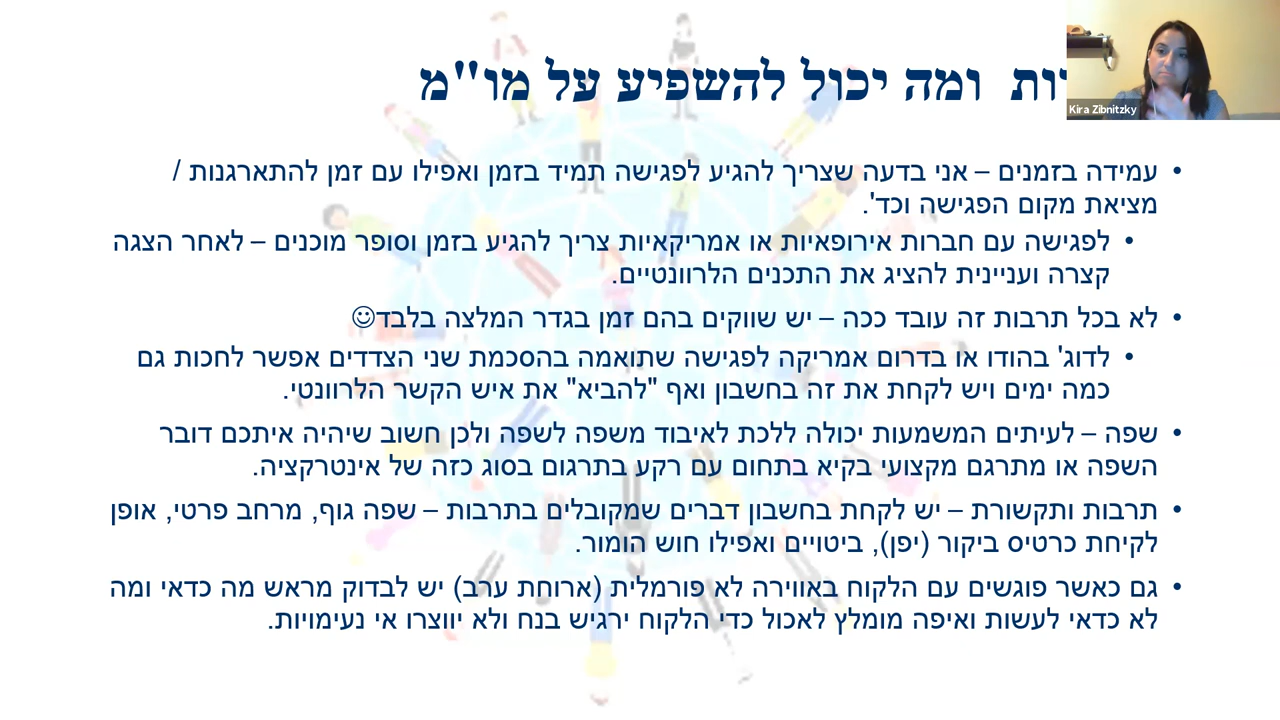 ומה יכול להשפיע על מו"מ
Kira Zibnitzky
• עמידה בזמנים – אני בדעה שצריך להגיע לפגישה תמיד בזמן ואפילו עם זמן להתארגנות /
מציאת מקום הפגישה וכד'.
• לפגישה עם חברות אירופאיות או אמריקאיות צריך להגיע בזמן וסופר מוכנים – לאחר הצגה
קצרה ועניינית להציג את התכנים הלרוונטיים.
• לא בכל תרבות זה עובד ככה – יש שווקים בהם זמן בגדר המלצה בלבד☺
• לדוג' בהודו או בדרום אמריקה לפגישה שתואמה בהסכמת שני הצדדים אפשר לחכות גם
כמה ימים ויש לקחת את זה בחשבון ואף "להביא" את איש הקשר הלרוונטי.
• שפה – לעיתים המשמעות יכולה ללכת לאיבוד משפה לשפה ולכן חשוב שיהיה איתכם דובר
השפה או מתרגם מקצועי בקיא בתחום עם רקע בתרגום בסוג כזה של אינטרקציה.
• תרבות ותקשורת – יש לקחת בחשבון דברים שמקובלים בתרבות – שפה גוף, מרחב פרטי, אופן
לקיחת כרטיס ביקור (יפן), ביטויים ואפילו חוש הומור.
• גם כאשר פוגשים עם הלקוח באווירה לא פורמלית (ארוחת ערב) יש לבדוק מראש מה כדאי ומה
לא כדאי לעשות ואיפה מומלץ לאכול כדי הלקוח ירגיש בנח ולא יווצרו אי נעימויות.